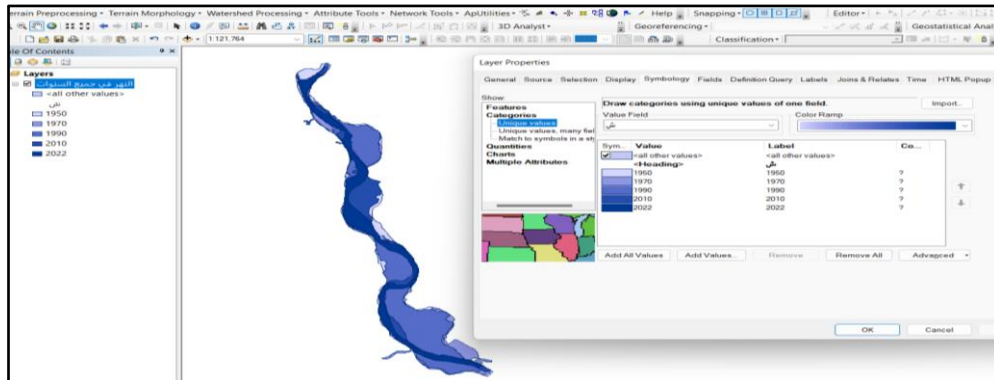 errain Preprocessing Terrain Morphology Watershed Processing Attribute Tools Network Tools ApUtilities Help Snapping Editor
3D Analyst Georeferencing Geostatistical Anal
1:121.764 Classification
ble Of Contents
Layers
النهر في جميع السنوات
<all other values>
ش
1950
1970
1990
2010
2022
Layer Properties
General Source Selection Display Symbology Fields Definition Query Labels Joins & Relates Time HTML Popup
Show:
Features
Categories
Unique values
Unique values, many fiel
Match to symbols in a st
Quantities
Charts
Multiple Attributes
Draw categories using unique values of one field.
Import...
Value Field
Color Ramp
ش
Sym... Value Label Co...
<all other values> <all other values>
<Heading> ش
1950 1950 ?
1970 1970 ?
1990 1990 ?
2010 2010 ?
2022 2022 ?
Add All Values Add Values... Remove Remove All Advanced
OK Cancel